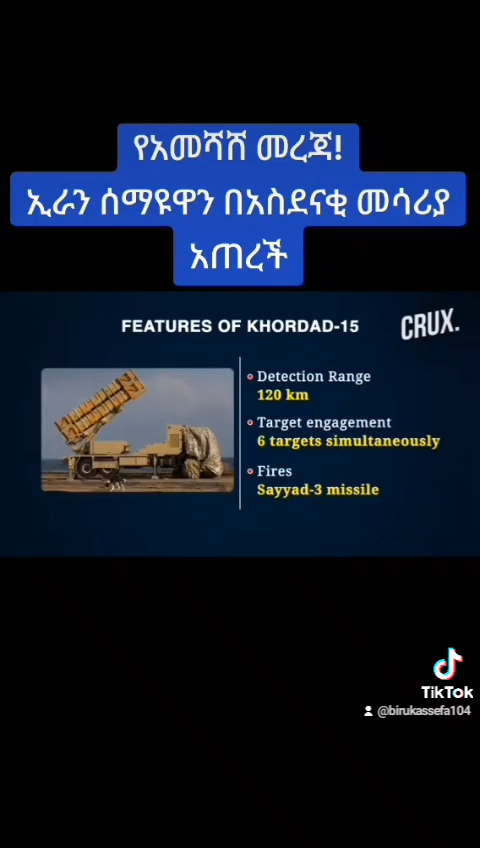 የአመሻሽ መረጃ!
ኢራን ሰማዩዋን በአስደናቂ መሳሪያ
አጠረች
FEATURES OF KHORDAD-15
CRUX.
Detection Range
120 km
Target engagement
6 targets simultaneously
Fires
Sayyad-3 missile
TikTok
@birukassefa104